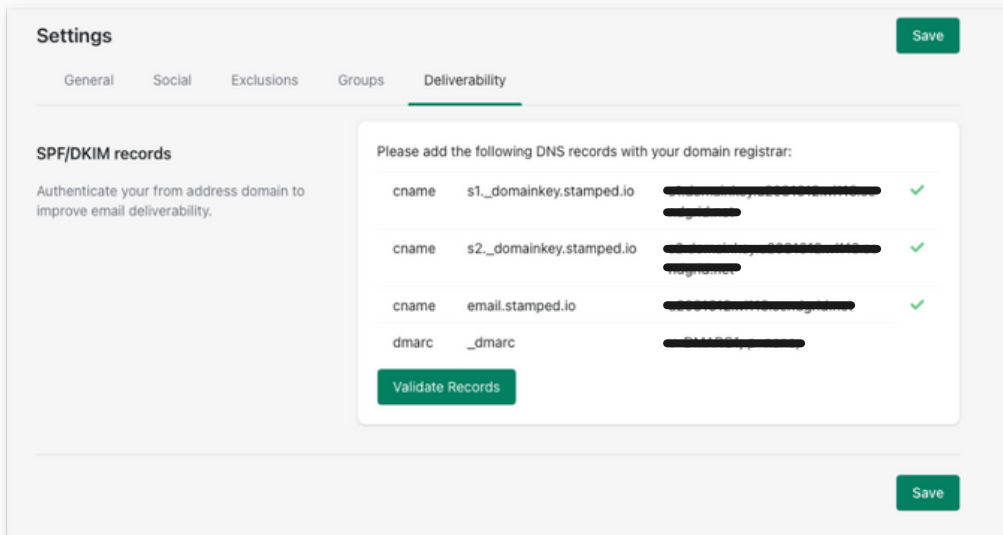 Settings
Save
General Social Exclusions Groups Deliverability
SPF/DKIM records
Authenticate your from address domain to
improve email deliverability.
Please add the following DNS records with your domain registrar:
cname s1._domainkey.stamped.io
cname s2._domainkey.stamped.io
cname email.stamped.io
dmarc _dmarc
Validate Records
Save